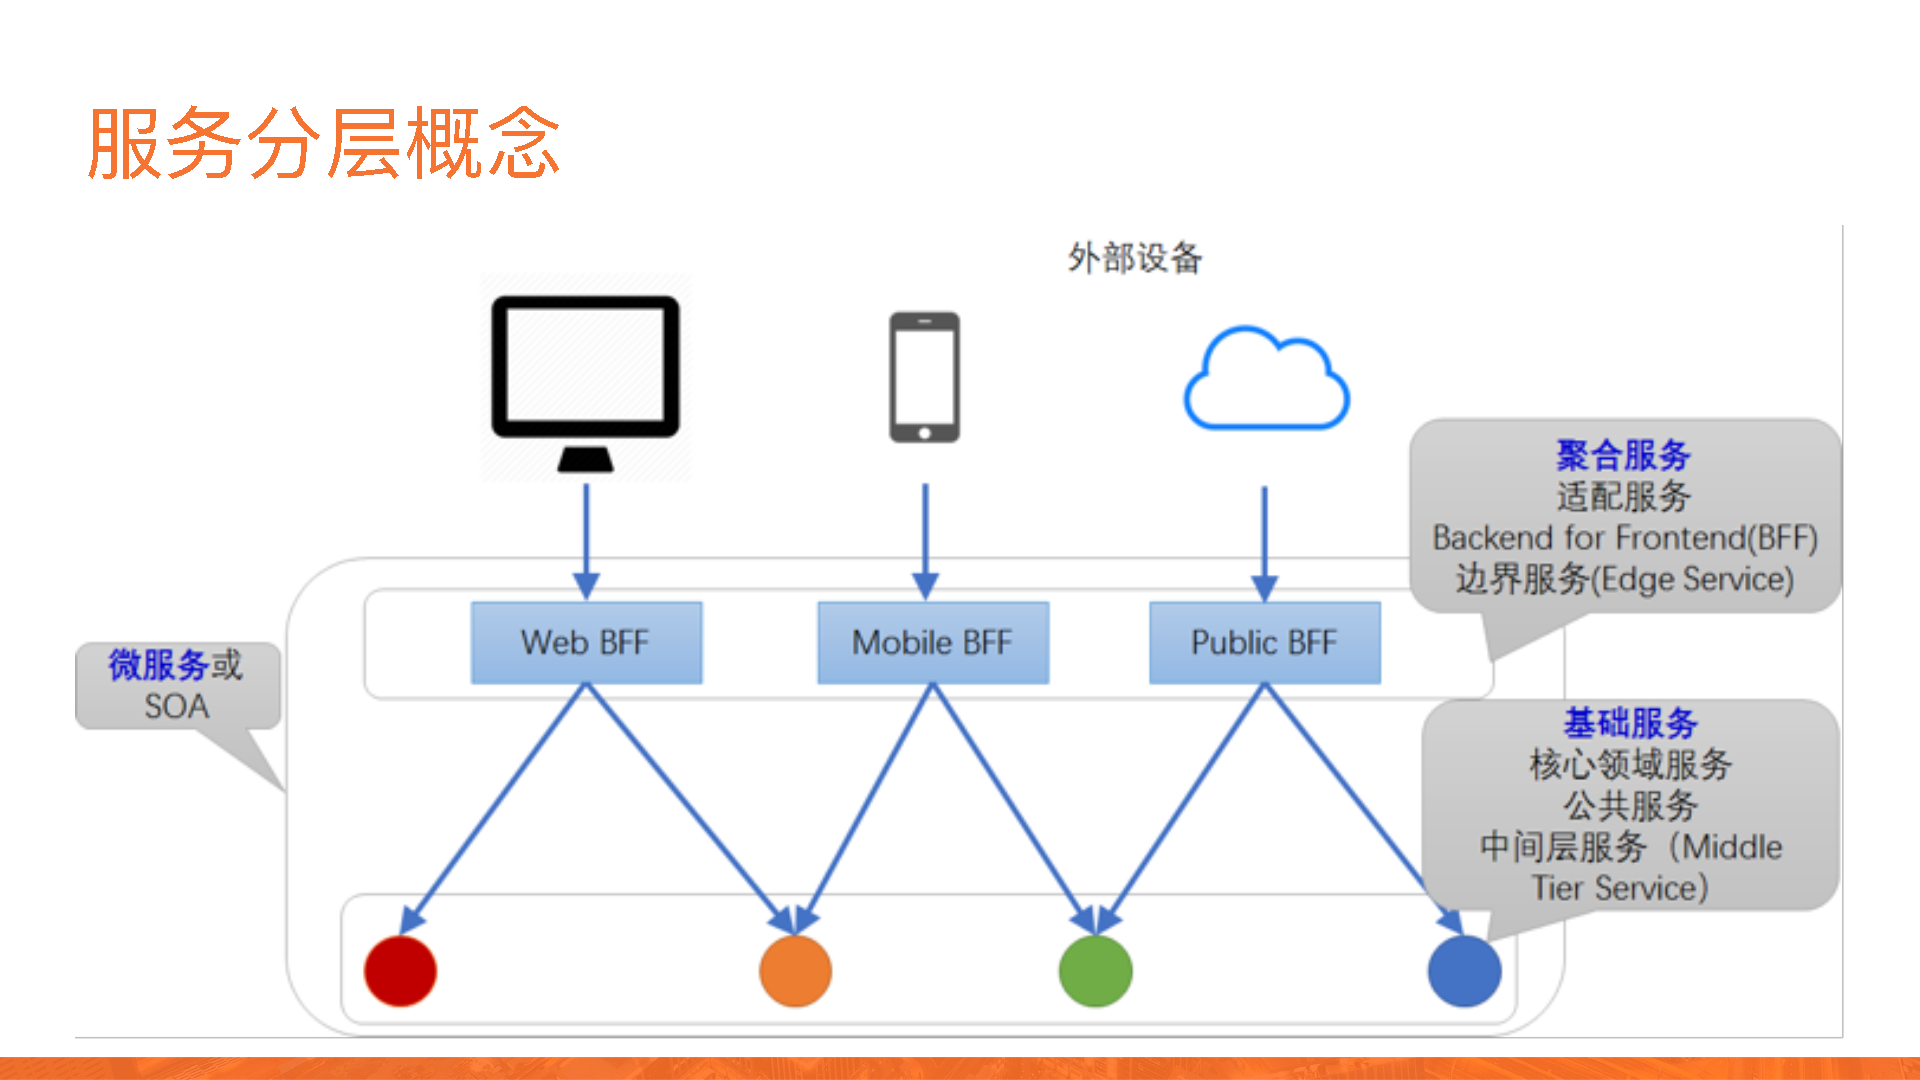 服务分层概念
外部设备
聚合服务
适配服务
Backend for Frontend(BFF)
边界服务(Edge Service)
Web BFF
Mobile BFF
Public BFF
微服务或
SOA
基础服务
核心领域服务
公共服务
中间层服务（Middle
Tier Service）